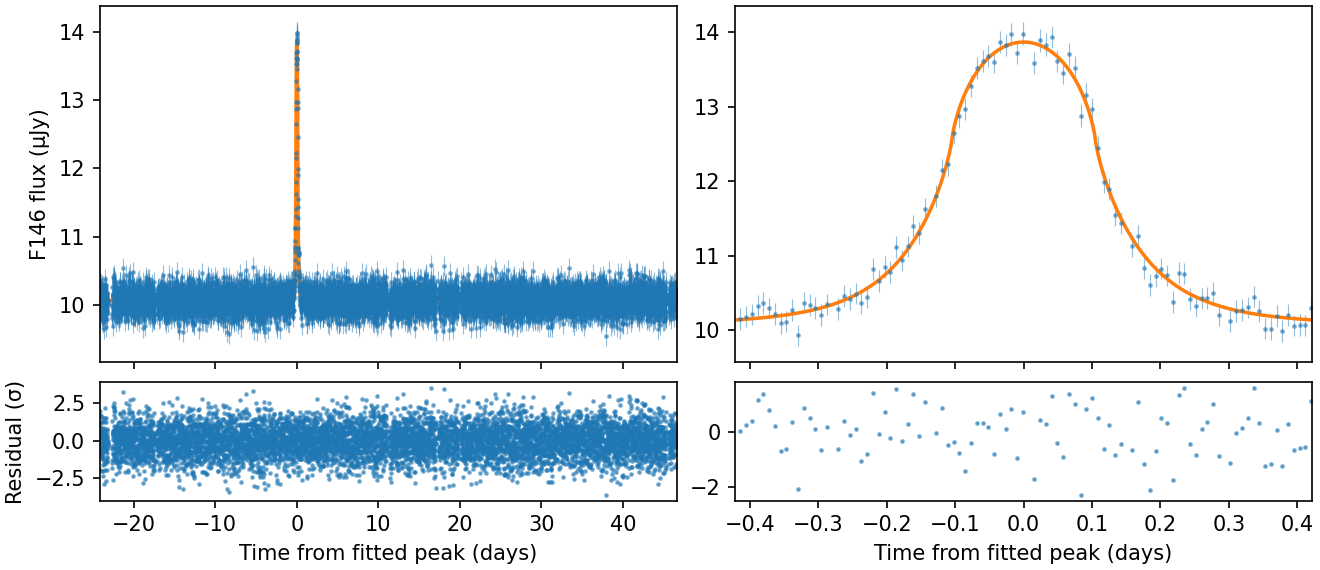 F146 flux (μJy)
14
13
12
11
10
14
13
12
11
10
Residual (σ)
2.5
0.0
−2.5
0
−2
−20 −10 0 10 20 30 40
−0.4 −0.3 −0.2 −0.1 0.0 0.1 0.2 0.3 0.4
Time from fitted peak (days)
Time from fitted peak (days)